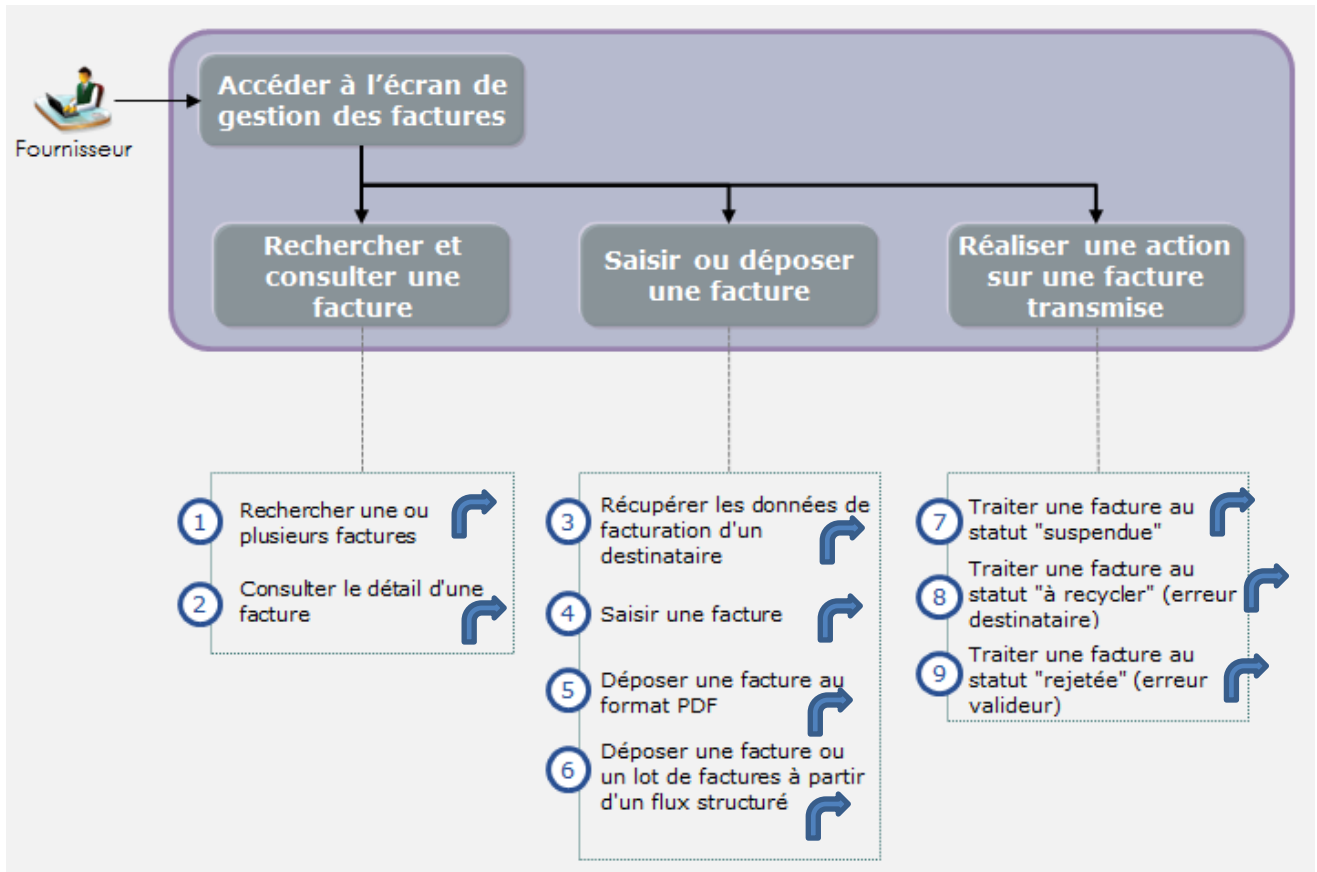 Accéder à l’écran de
gestion des factures
Fournisseur
Rechercher et
consulter une
facture
Saisir ou déposer
une facture
Réaliser une action
sur une facture
transmise
1
Rechercher une ou
plusieurs factures
2
Consulter le détail d'une
facture
3
Récupérer les données de
facturation d'un
destinataire
4
Saisir une facture
5
Déposer une facture au
format PDF
6
Déposer une facture ou
un lot de factures à partir
d'un flux structuré
7
Traiter une facture au
statut "suspendue"
8
Traiter une facture au
statut "à recycler" (erreur
destinataire)
9
Traiter une facture au
statut "rejetée" (erreur
valideur)